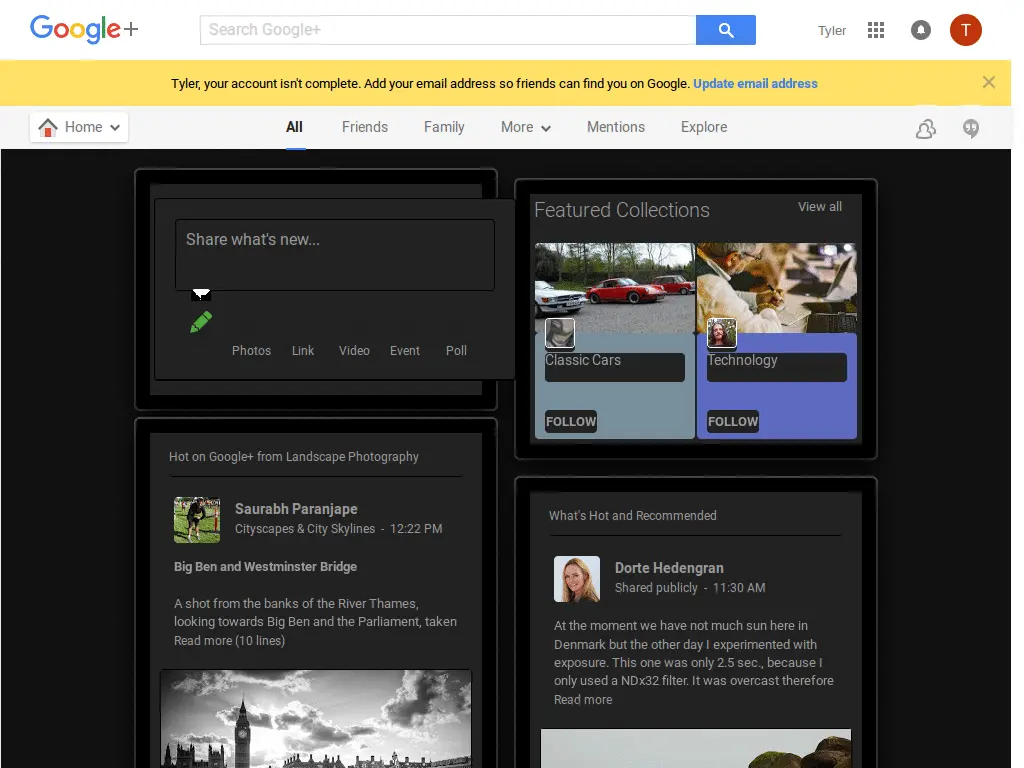 Google+
Search Google+
Tyler
T
Tyler, your account isn't complete. Add your email address so friends can find you on Google. Update email address
Home
All
Friends
Family
More
Mentions
Explore
Share what's new...
Photos
Link
Video
Event
Poll
Featured Collections
View all
Classic Cars
FOLLOW
Technology
FOLLOW
Hot on Google+ from Landscape Photography
Saurabh Paranjape
Cityscapes & City Skylines - 12:22 PM
Big Ben and Westminster Bridge
A shot from the banks of the River Thames,
looking towards Big Ben and the Parliament, taken
Read more (10 lines)
What's Hot and Recommended
Dorte Hedengran
Shared publicly - 11:30 AM
At the moment we have not much sun here in
Denmark but the other day I experimented with
exposure. This one was only 2.5 sec., because I
only used a NDx32 filter. It was overcast therefore
Read more